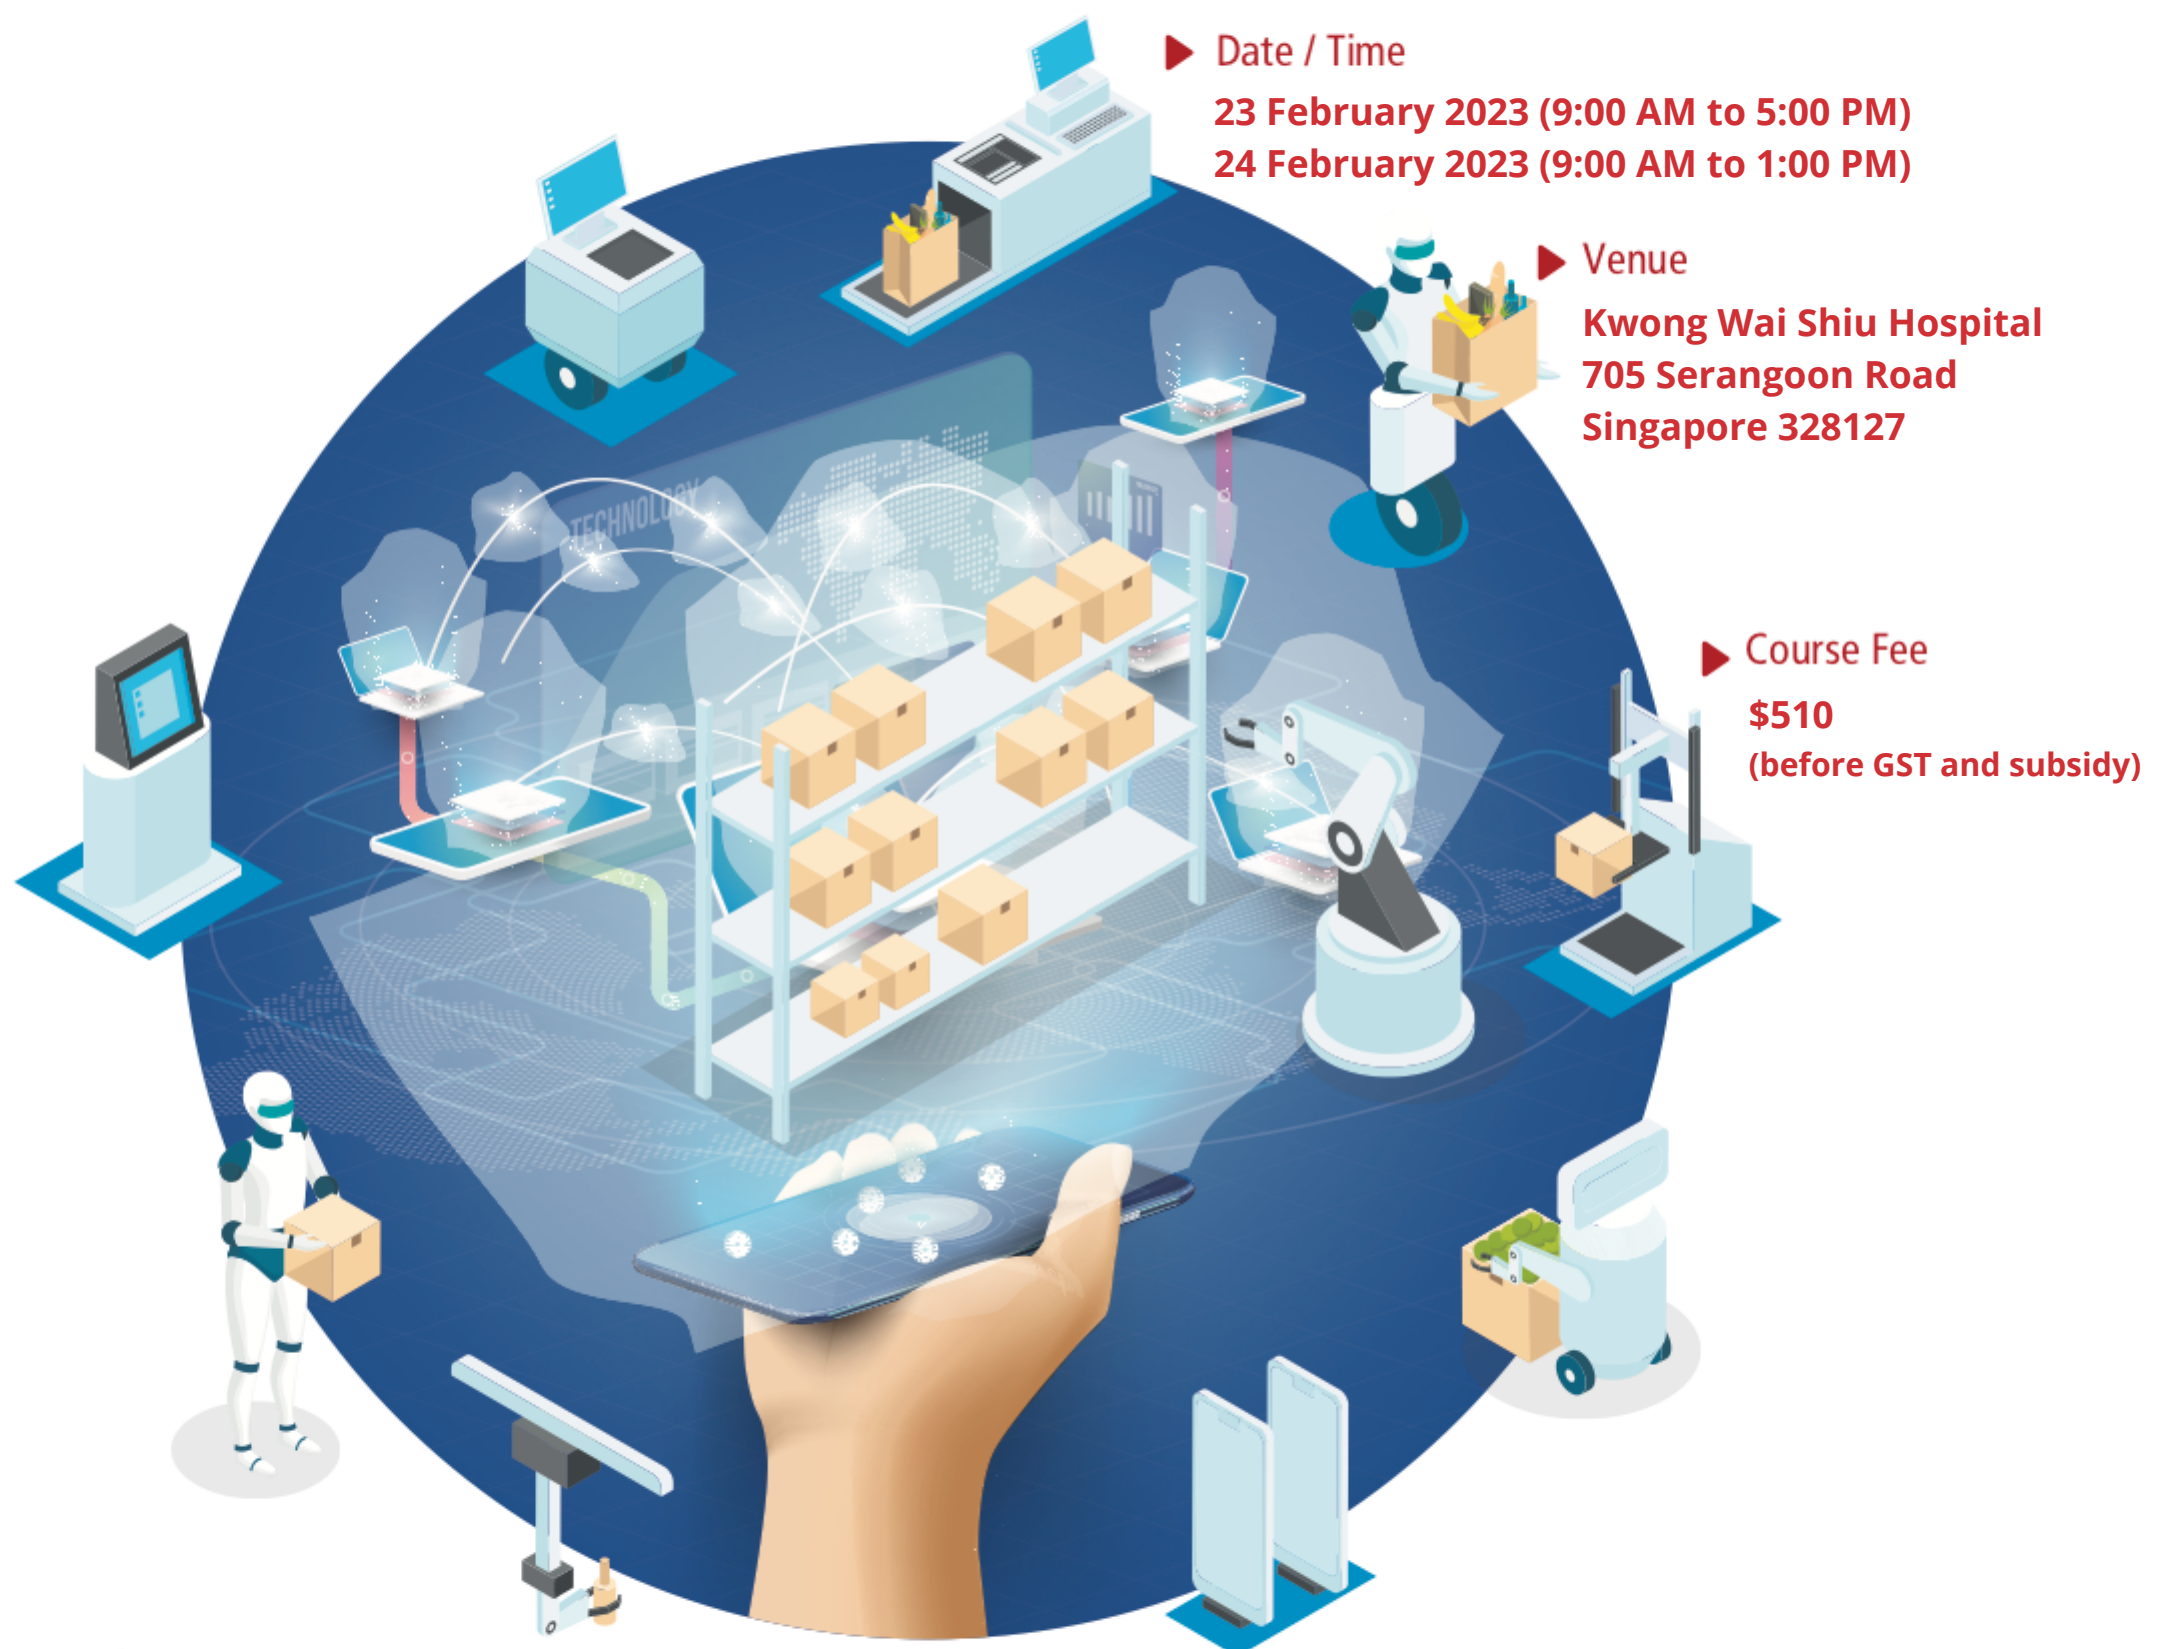 Date / Time
23 February 2023 (9:00 AM to 5:00 PM)
24 February 2023 (9:00 AM to 1:00 PM)
Venue
Kwong Wai Shiu Hospital
705 Serangoon Road
Singapore 328127
TECHNOLOGY
Course Fee
$510
(before GST and subsidy)